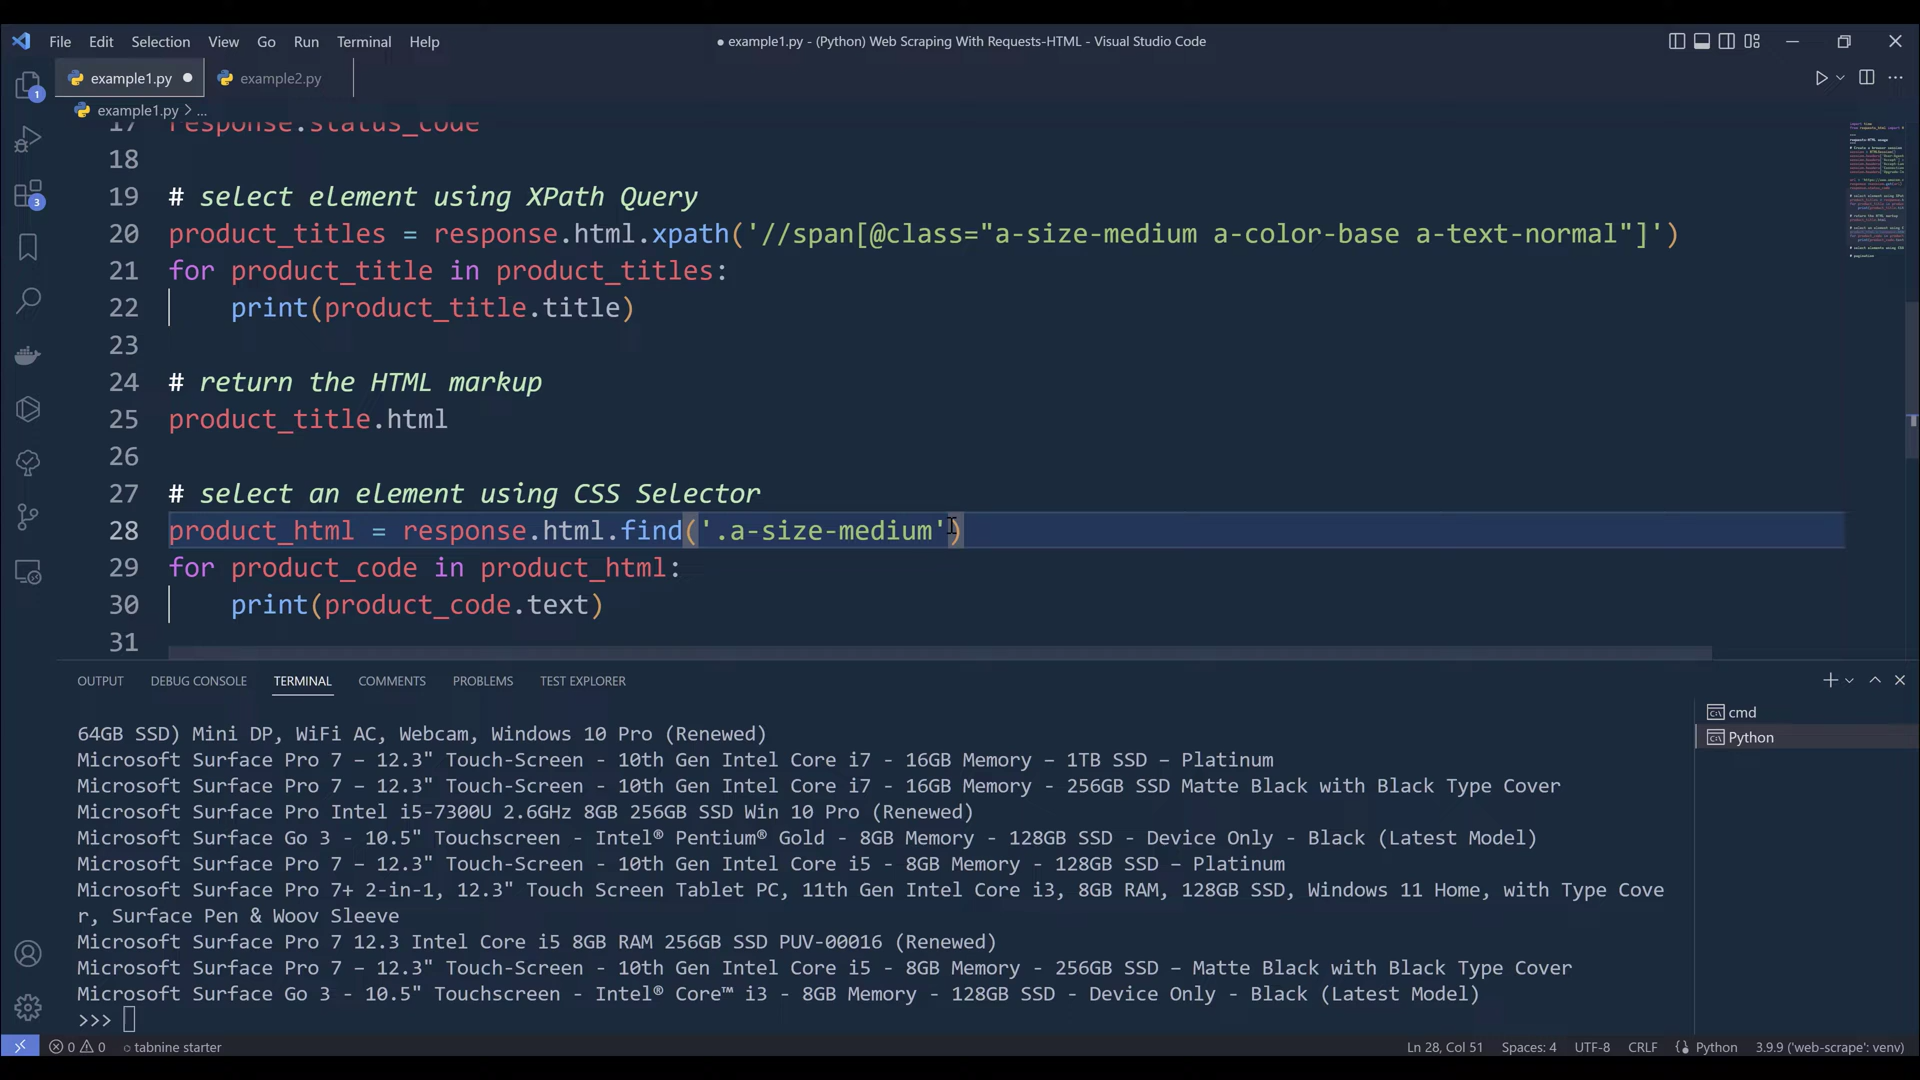 File Edit Selection View Go Run Terminal Help
● example1.py - (Python) Web Scraping With Requests-HTML - Visual Studio Code
example1.py example2.py
example1.py > ...
17 response.status_code
18
19 # select element using XPath Query
20 product_titles = response.html.xpath('//span[@class="a-size-medium a-color-base a-text-normal"]')
21 for product_title in product_titles:
22 print(product_title.title)
23
24 # return the HTML markup
25 product_title.html
26
27 # select an element using CSS Selector
28 product_html = response.html.find('.a-size-medium')
29 for product_code in product_html:
30 print(product_code.text)
31
OUTPUT DEBUG CONSOLE TERMINAL COMMENTS PROBLEMS TEST EXPLORER
cmd
Python
64GB SSD) Mini DP, WiFi AC, Webcam, Windows 10 Pro (Renewed)
Microsoft Surface Pro 7 – 12.3" Touch-Screen - 10th Gen Intel Core i7 - 16GB Memory – 1TB SSD – Platinum
Microsoft Surface Pro 7 – 12.3" Touch-Screen - 10th Gen Intel Core i7 - 16GB Memory - 256GB SSD Matte Black with Black Type Cover
Microsoft Surface Pro Intel i5-7300U 2.6GHz 8GB 256GB SSD Win 10 Pro (Renewed)
Microsoft Surface Go 3 - 10.5" Touchscreen - Intel® Pentium® Gold - 8GB Memory - 128GB SSD - Device Only - Black (Latest Model)
Microsoft Surface Pro 7 – 12.3" Touch-Screen - 10th Gen Intel Core i5 - 8GB Memory - 128GB SSD – Platinum
Microsoft Surface Pro 7+ 2-in-1, 12.3" Touch Screen Tablet PC, 11th Gen Intel Core i3, 8GB RAM, 128GB SSD, Windows 11 Home, with Type Cove
r, Surface Pen & Woov Sleeve
Microsoft Surface Pro 7 12.3 Intel Core i5 8GB RAM 256GB SSD PUV-00016 (Renewed)
Microsoft Surface Pro 7 – 12.3" Touch-Screen - 10th Gen Intel Core i5 - 8GB Memory - 256GB SSD – Matte Black with Black Type Cover
Microsoft Surface Go 3 - 10.5" Touchscreen - Intel® Core™ i3 - 8GB Memory - 128GB SSD - Device Only - Black (Latest Model)
>>>
0 0 tabnine starter Ln 28, Col 51 Spaces: 4 UTF-8 CRLF Python 3.9.9 ('web-scrape': venv)
1
3